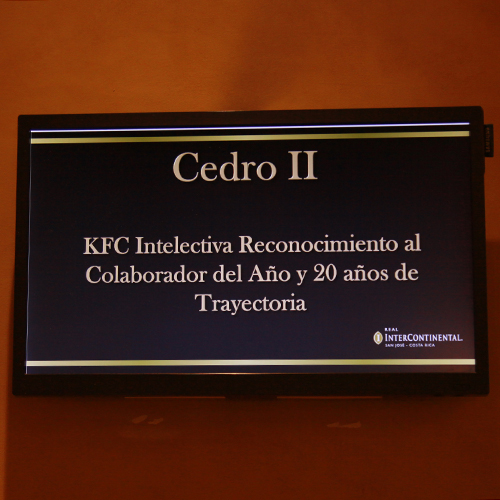 Cedro II
KFC Intelectiva Reconocimiento al
Colaborador del Año y 20 años de
Trayectoria
REAL
INTERCONTINENTAL.
SAN JOSÉ - COSTA RICA